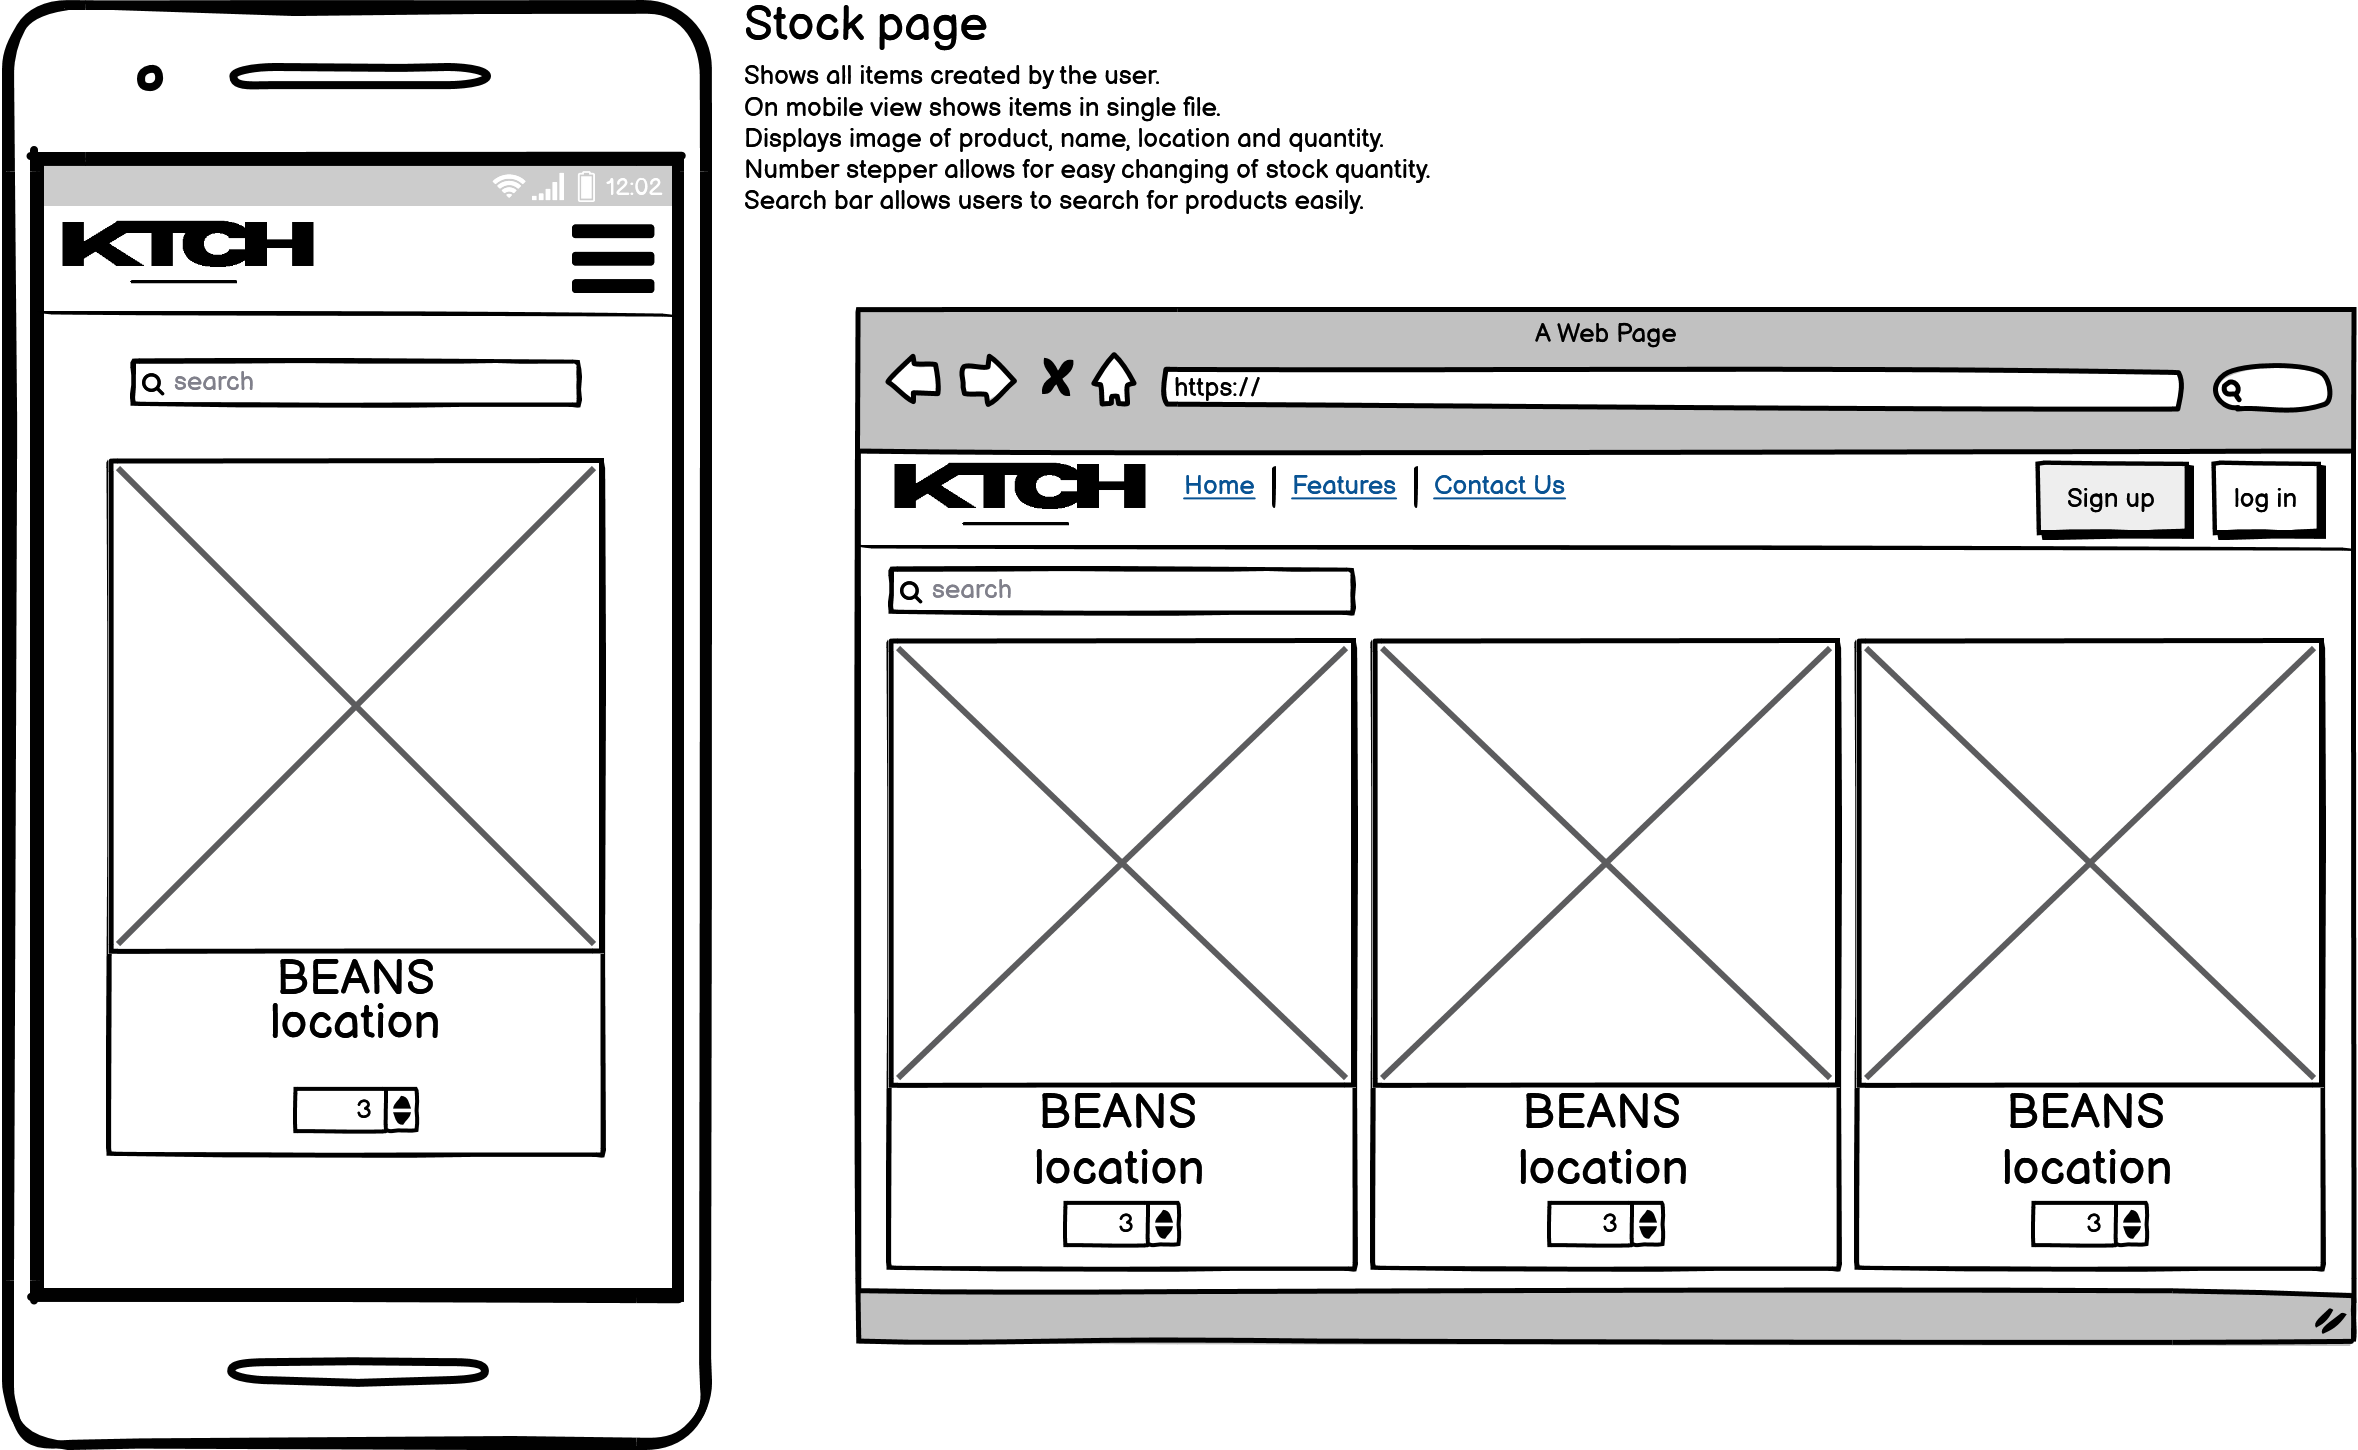 Stock page
Shows all items created by the user.
On mobile view shows items in single file.
Displays image of product, name, location and quantity.
Number stepper allows for easy changing of stock quantity.
Search bar allows users to search for products easily.
12:02
KTCH
search
BEANS
location
3
A Web Page
https://
KTCH Home Features Contact Us Sign up log in
search
BEANS BEANS BEANS
location location location
3 3 3